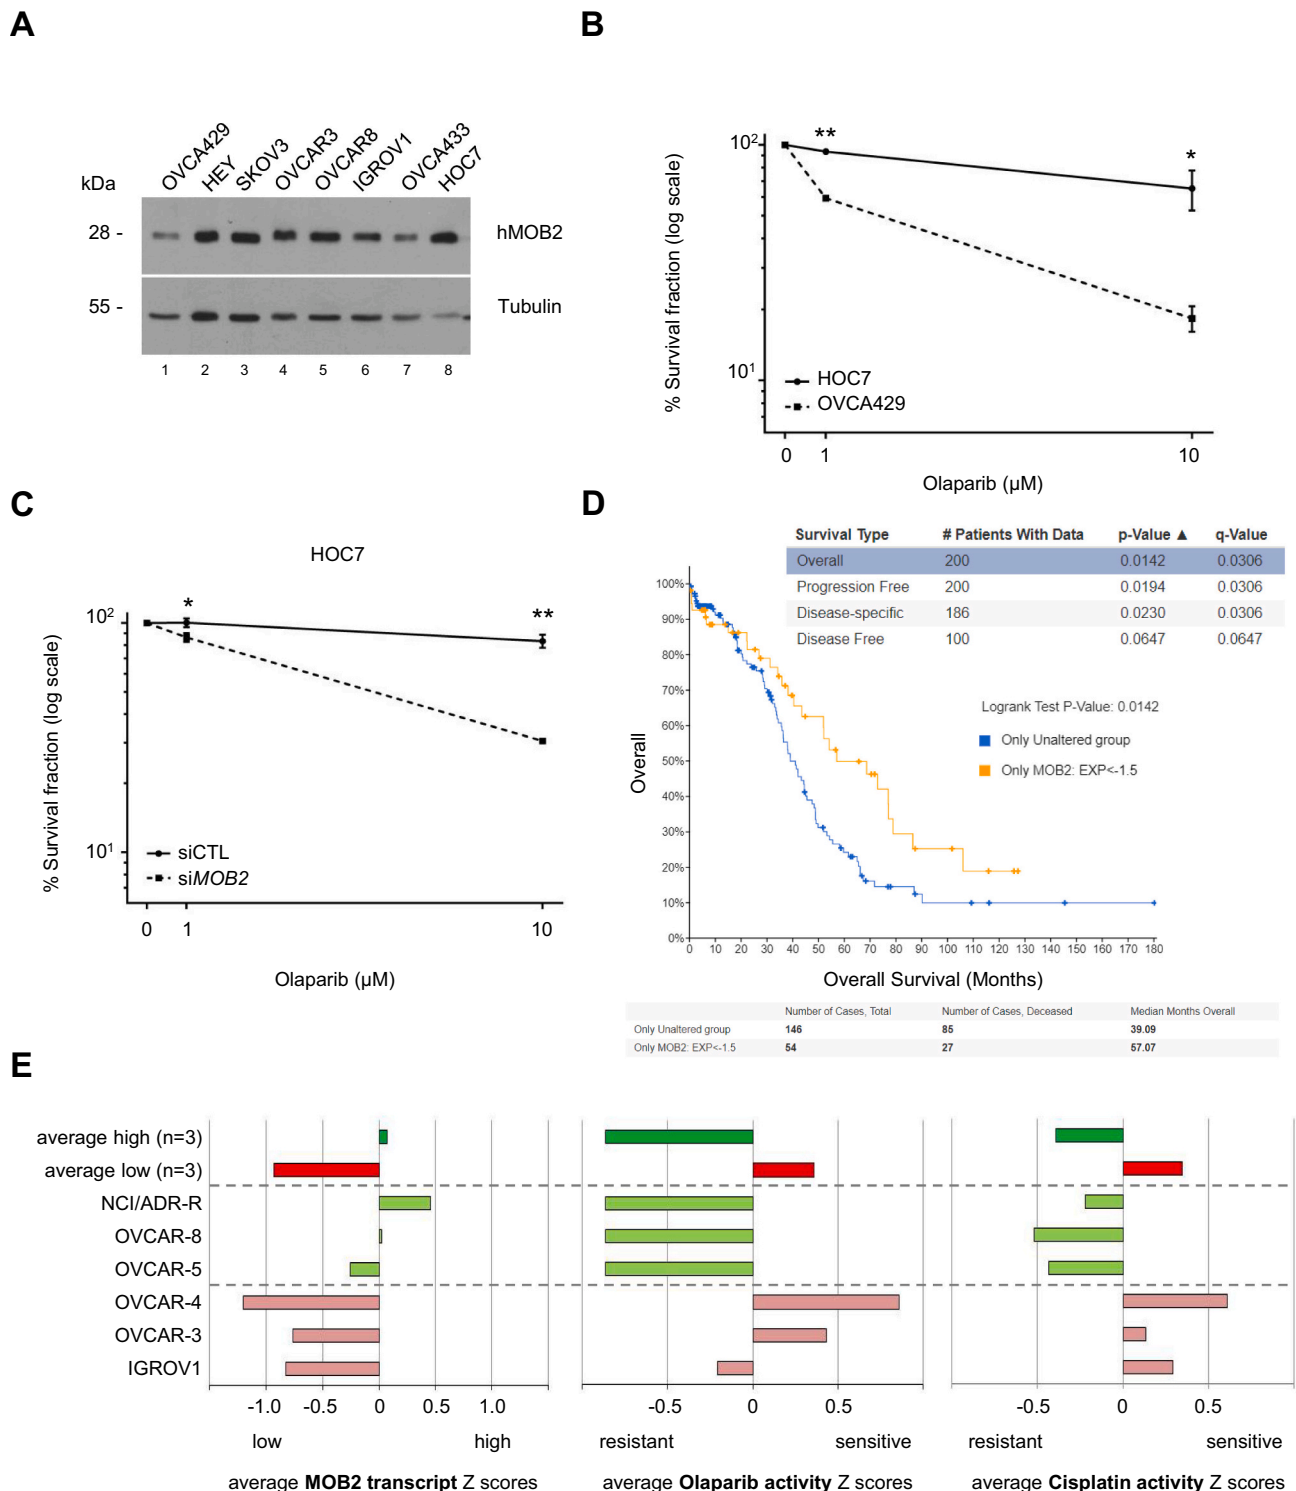 A
kDa
OVCA429
HEY
SKOV3
OVCAR3
OVCAR8
IGROV1
OVCA433
HOC7
28 -
hMOB2
55 -
Tubulin
1 2 3 4 5 6 7 8
B
% Survival fraction (log scale)
10²
10¹
**
*
HOC7
OVCA429
0 1 10
Olaparib (µM)
C
HOC7
% Survival fraction (log scale)
10²
10¹
*
**
siCTL
siMOB2
0 1 10
Olaparib (µM)
D
Survival Type # Patients With Data p-Value ▲ q-Value
Overall 200 0.0142 0.0306
Progression Free 200 0.0194 0.0306
Disease-specific 186 0.0230 0.0306
Disease Free 100 0.0647 0.0647
Logrank Test P-Value: 0.0142
Only Unaltered group
Only MOB2: EXP<-1.5
Overall
100%
90%
80%
70%
60%
50%
40%
30%
20%
10%
0%
0 10 20 30 40 50 60 70 80 90 100 110 120 130 140 150 160 170 180
Overall Survival (Months)
Number of Cases, Total Number of Cases, Deceased Median Months Overall
Only Unaltered group 146 85 39.09
Only MOB2: EXP<-1.5 54 27 57.07
E
average high (n=3)
average low (n=3)
NCI/ADR-R
OVCAR-8
OVCAR-5
OVCAR-4
OVCAR-3
IGROV1
-1.0 -0.5 0 0.5 1.0
low high
average MOB2 transcript Z scores
-0.5 0 0.5
resistant sensitive
average Olaparib activity Z scores
-0.5 0 0.5
resistant sensitive
average Cisplatin activity Z scores